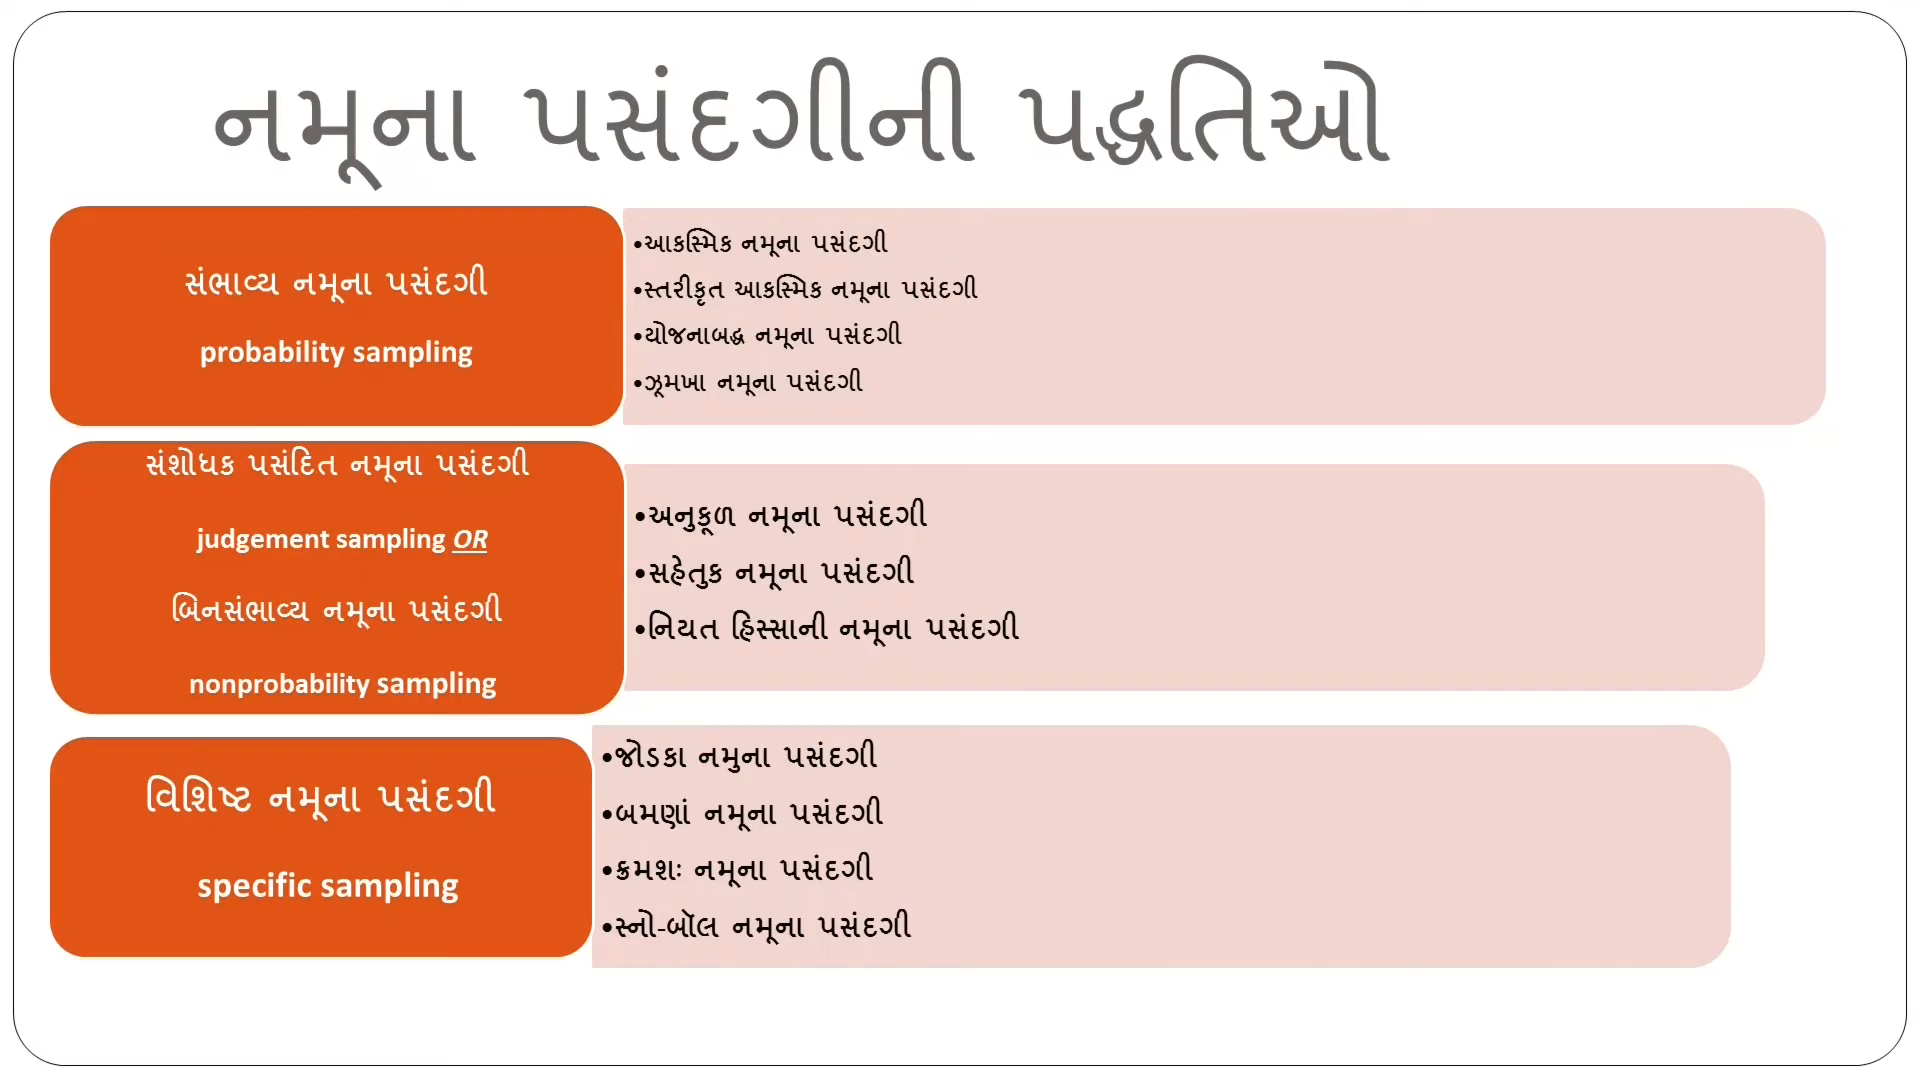 નમૂના પસંદગીની પદ્ધતિઓ
સંભાવ્ય નમૂના પસંદગી
probability sampling
•આકસ્મિક નમૂના પસંદગી
•સ્તરીકૃત આકસ્મિક નમૂના પસંદગી
•યોજનાબદ્ધ નમૂના પસંદગી
•ઝૂમખા નમૂના પસંદગી
સંશોધક પસંદિત નમૂના પસંદગી
judgement sampling OR
બિનસંભાવ્ય નમૂના પસંદગી
nonprobability sampling
•અનુકૂળ નમૂના પસંદગી
•સહેતુક નમૂના પસંદગી
•નિયત હિસ્સાની નમૂના પસંદગી
વિશિષ્ટ નમૂના પસંદગી
specific sampling
•જોડકા નમુના પસંદગી
•બમણાં નમૂના પસંદગી
•ક્રમશઃ નમૂના પસંદગી
•સ્નો-બૉલ નમૂના પસંદગી